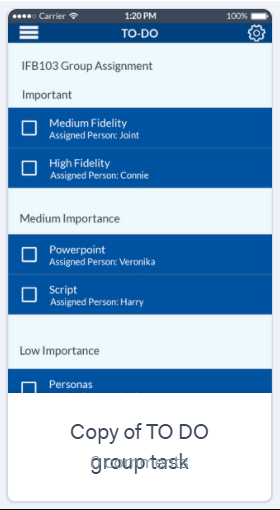 Carrier 1:20 PM 100%
TO-DO
IFB103 Group Assignment
Important
Medium Fidelity
Assigned Person: Joint
High Fidelity
Assigned Person: Connie
Medium Importance
Powerpoint
Assigned Person: Veronika
Script
Assigned Person: Harry
Low Importance
Personas
Copy of TO DO
group task